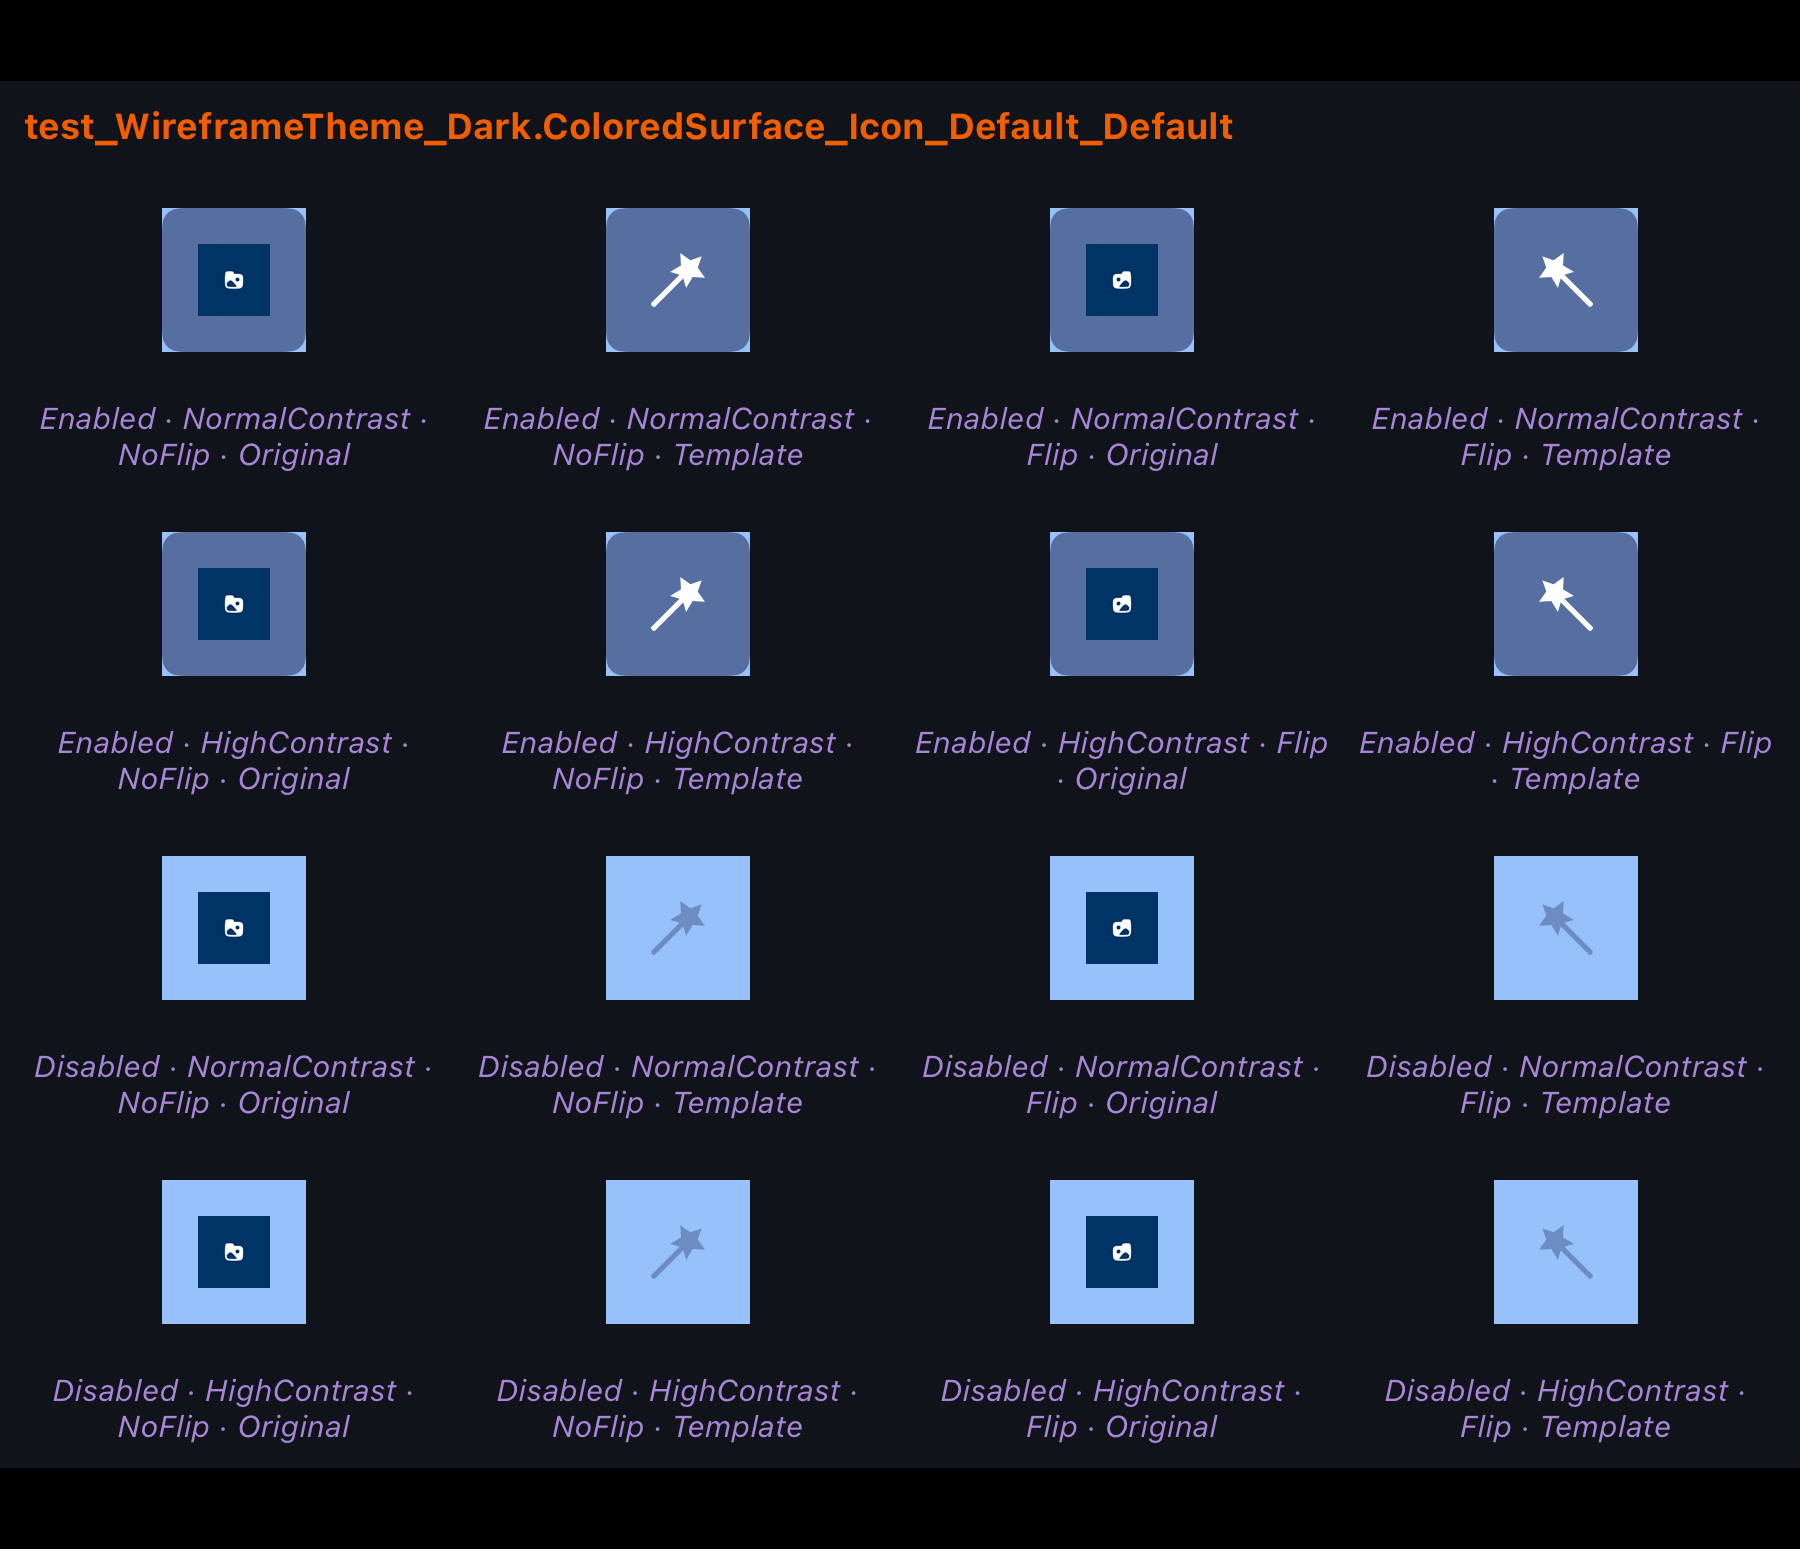 test_WireframeTheme_Dark.ColoredSurface_Icon_Default_Default
Enabled · NormalContrast ·
NoFlip · Original
Enabled · NormalContrast ·
NoFlip · Template
Enabled · NormalContrast ·
Flip · Original
Enabled · NormalContrast ·
Flip · Template
Enabled · HighContrast ·
NoFlip · Original
Enabled · HighContrast ·
NoFlip · Template
Enabled · HighContrast · Flip
· Original
Enabled · HighContrast · Flip
· Template
Disabled · NormalContrast ·
NoFlip · Original
Disabled · NormalContrast ·
NoFlip · Template
Disabled · NormalContrast ·
Flip · Original
Disabled · NormalContrast ·
Flip · Template
Disabled · HighContrast ·
NoFlip · Original
Disabled · HighContrast ·
NoFlip · Template
Disabled · HighContrast ·
Flip · Original
Disabled · HighContrast ·
Flip · Template